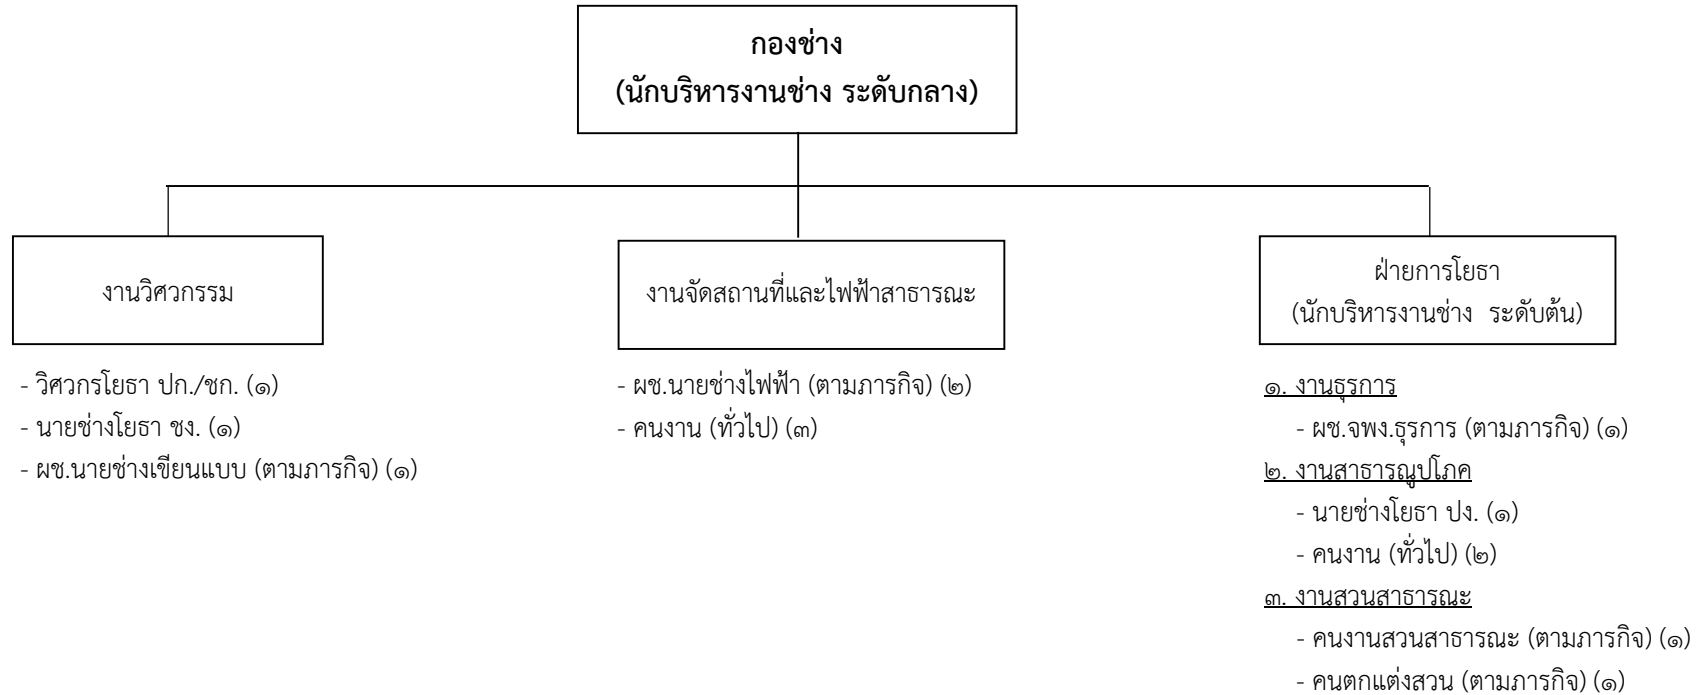 กองช่าง
(นักบริหารงานช่าง ระดับกลาง)
งานวิศวกรรม
- วิศวกรโยธา ปก./ชก. (๑)
- นายช่างโยธา ชง. (๑)
- ผช.นายช่างเขียนแบบ (ตามภารกิจ) (๑)
งานจัดสถานที่และไฟฟ้าสาธารณะ
- ผช.นายช่างไฟฟ้า (ตามภารกิจ) (๒)
- คนงาน (ทั่วไป) (๓)
ฝ่ายการโยธา
(นักบริหารงานช่าง ระดับต้น)
๑. งานธุรการ
- ผช.จพง.ธุรการ (ตามภารกิจ) (๑)
๒. งานสาธารณูปโภค
- นายช่างโยธา ปง. (๑)
- คนงาน (ทั่วไป) (๒)
๓. งานสวนสาธารณะ
- คนงานสวนสาธารณะ (ตามภารกิจ) (๑)
- คนตกแต่งสวน (ตามภารกิจ) (๑)